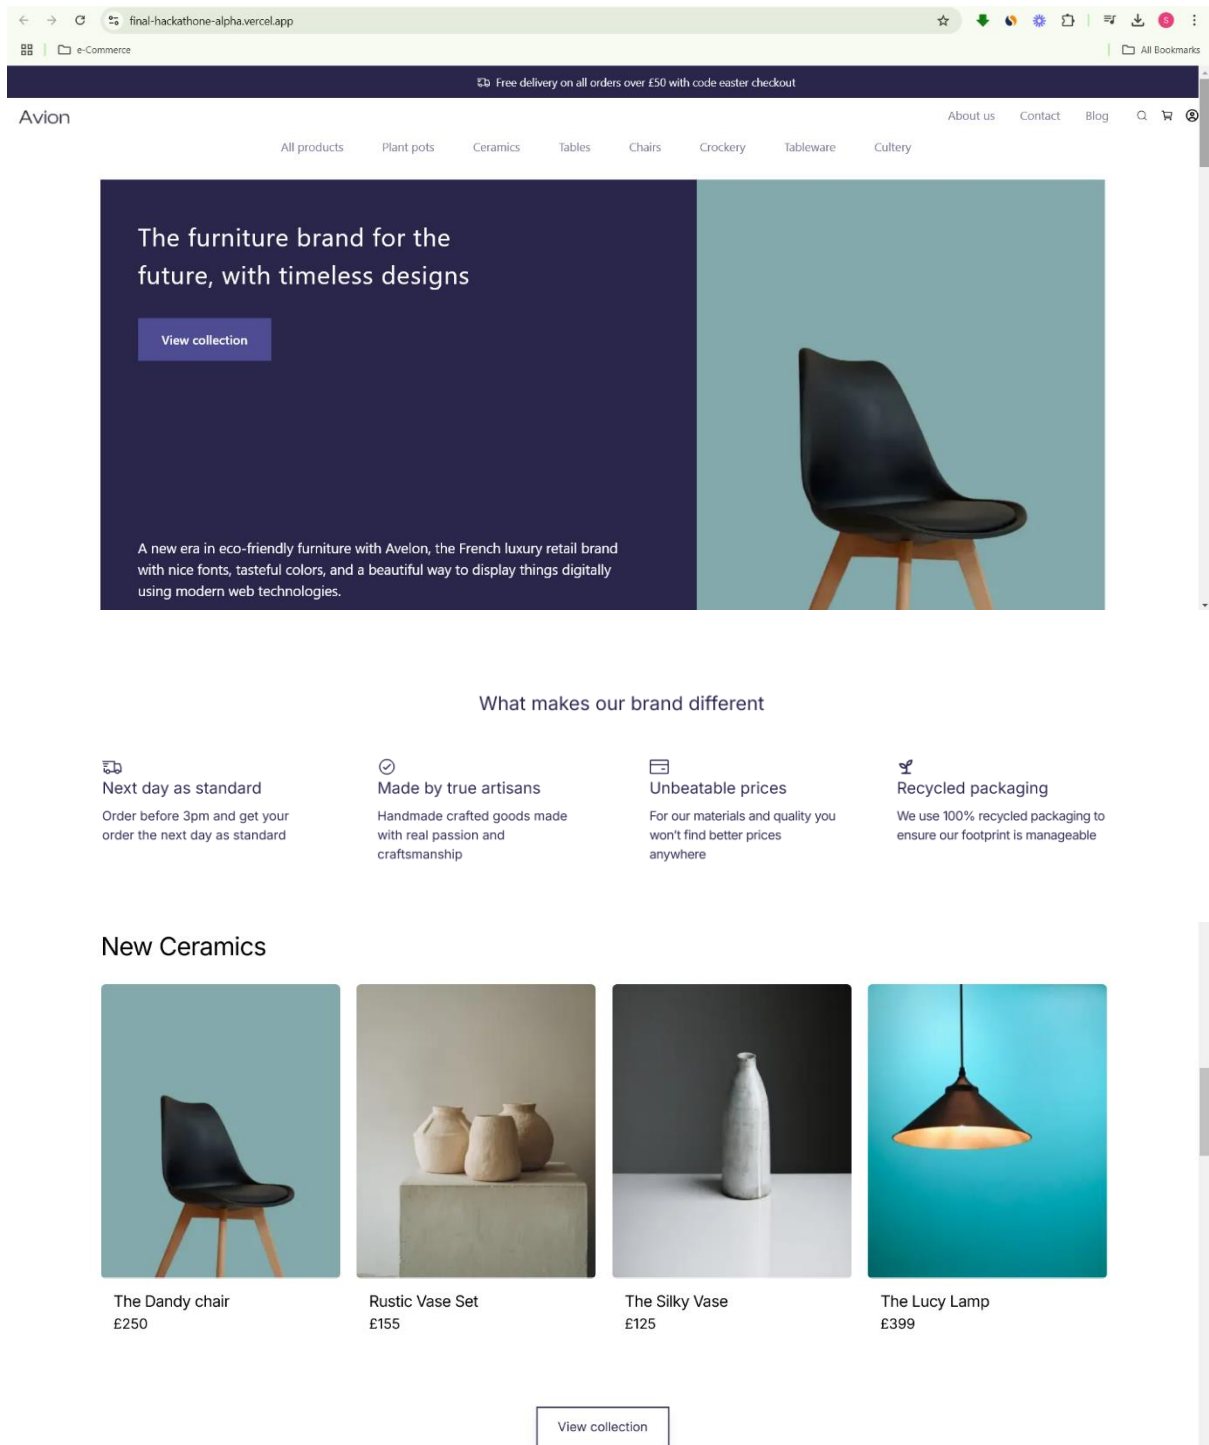 final-hackathone-alpha.vercel.app
S
e-Commerce
All Bookmarks
Free delivery on all orders over £50 with code easter checkout
Avion
About us Contact Blog
All products Plant pots Ceramics Tables Chairs Crockery Tableware Cultery
The furniture brand for the
future, with timeless designs
View collection
A new era in eco-friendly furniture with Avelon, the French luxury retail brand
with nice fonts, tasteful colors, and a beautiful way to display things digitally
using modern web technologies.
What makes our brand different
Next day as standard
Order before 3pm and get your
order the next day as standard
Made by true artisans
Handmade crafted goods made
with real passion and
craftsmanship
Unbeatable prices
For our materials and quality you
won't find better prices
anywhere
Recycled packaging
We use 100% recycled packaging to
ensure our footprint is manageable
New Ceramics
The Dandy chair
£250
Rustic Vase Set
£155
The Silky Vase
£125
The Lucy Lamp
£399
View collection